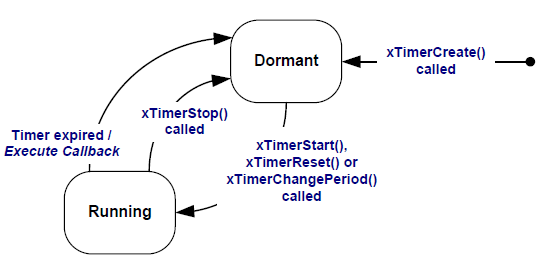 Dormant
xTimerCreate()
called
xTimerStop()
called
Timer expired /
Execute Callback
xTimerStart(),
xTimerReset() or
xTimerChangePeriod()
called
Running